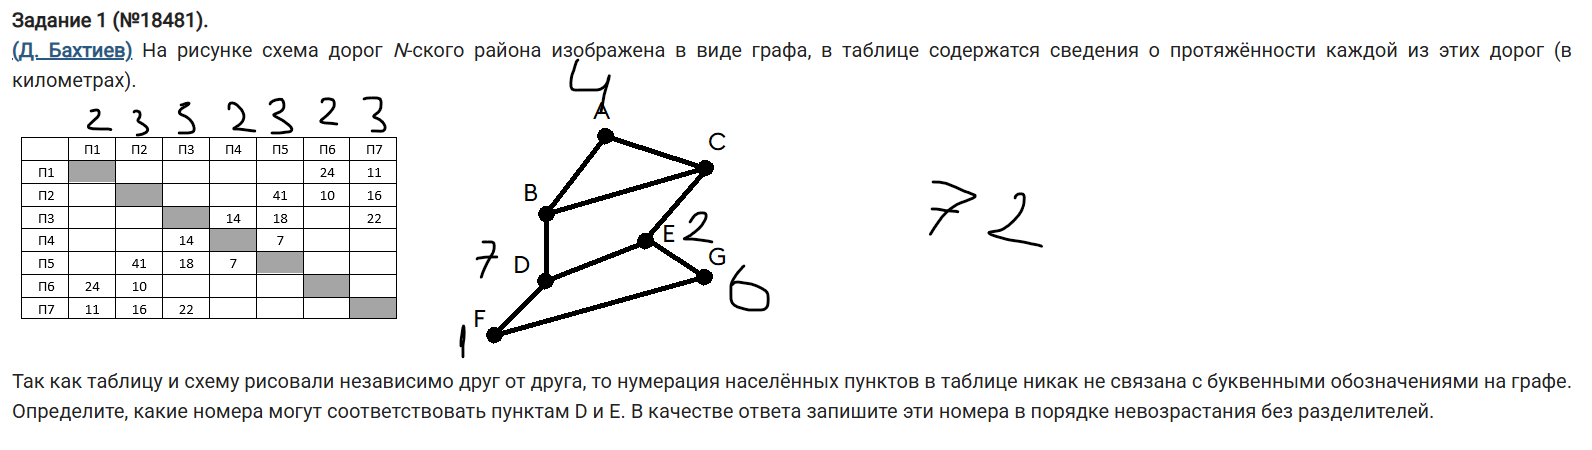 Задание 1 (№18481).
(Д. Бахтиев) На рисунке схема дорог N-ского района изображена в виде графа, в таблице содержатся сведения о протяжённости каждой из этих дорог (в
километрах).
4
2 3 3 2 3 2 3
П1 П2 П3 П4 П5 П6 П7
П1 24 11
П2 41 10 16
П3 14 18 22
П4 14 7
П5 41 18 7
П6 24 10
П7 11 16 22
A
C
B
E 2
7 D
G
6
F
1
72
Так как таблицу и схему рисовали независимо друг от друга, то нумерация населённых пунктов в таблице никак не связана с буквенными обозначениями на графе.
Определите, какие номера могут соответствовать пунктам D и E. В качестве ответа запишите эти номера в порядке невозрастания без разделителей.